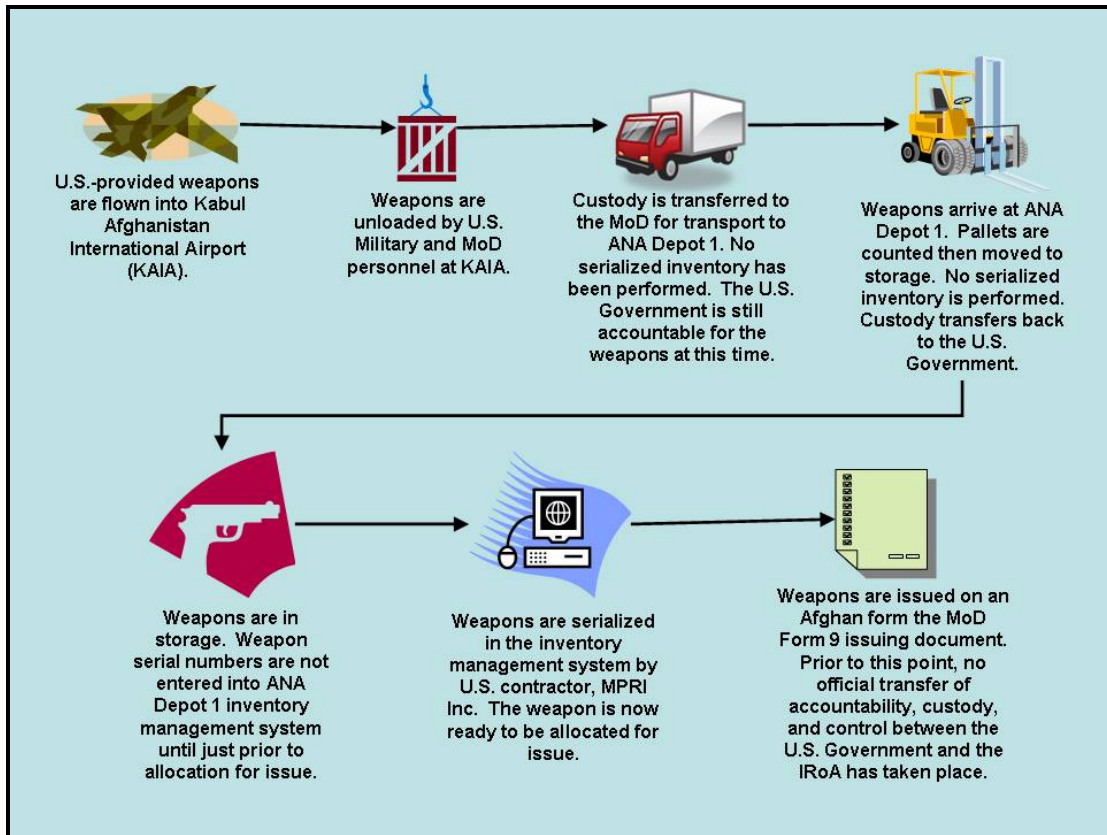 U.S.-provided weapons
are flown into Kabul
Afghanistan
International Airport
(KAIA).
Weapons are
unloaded by U.S.
Military and MoD
personnel at KAIA.
Custody is transferred to
the MoD for transport to
ANA Depot 1. No
serialized inventory has
been performed. The U.S.
Government is still
accountable for the
weapons at this time.
Weapons arrive at ANA
Depot 1. Pallets are
counted then moved to
storage. No serialized
inventory is performed.
Custody transfers back
to the U.S.
Government.
Weapons are in
storage. Weapon
serial numbers are not
entered into ANA
Depot 1 inventory
management system
until just prior to
allocation for issue.
Weapons are serialized
in the inventory
management system by
U.S. contractor, MPRI
Inc. The weapon is now
ready to be allocated for
issue.
Weapons are issued on an
Afghan form the MoD
Form 9 issuing document.
Prior to this point, no
official transfer of
accountability, custody,
and control between the
U.S. Government and the
IRoA has taken place.